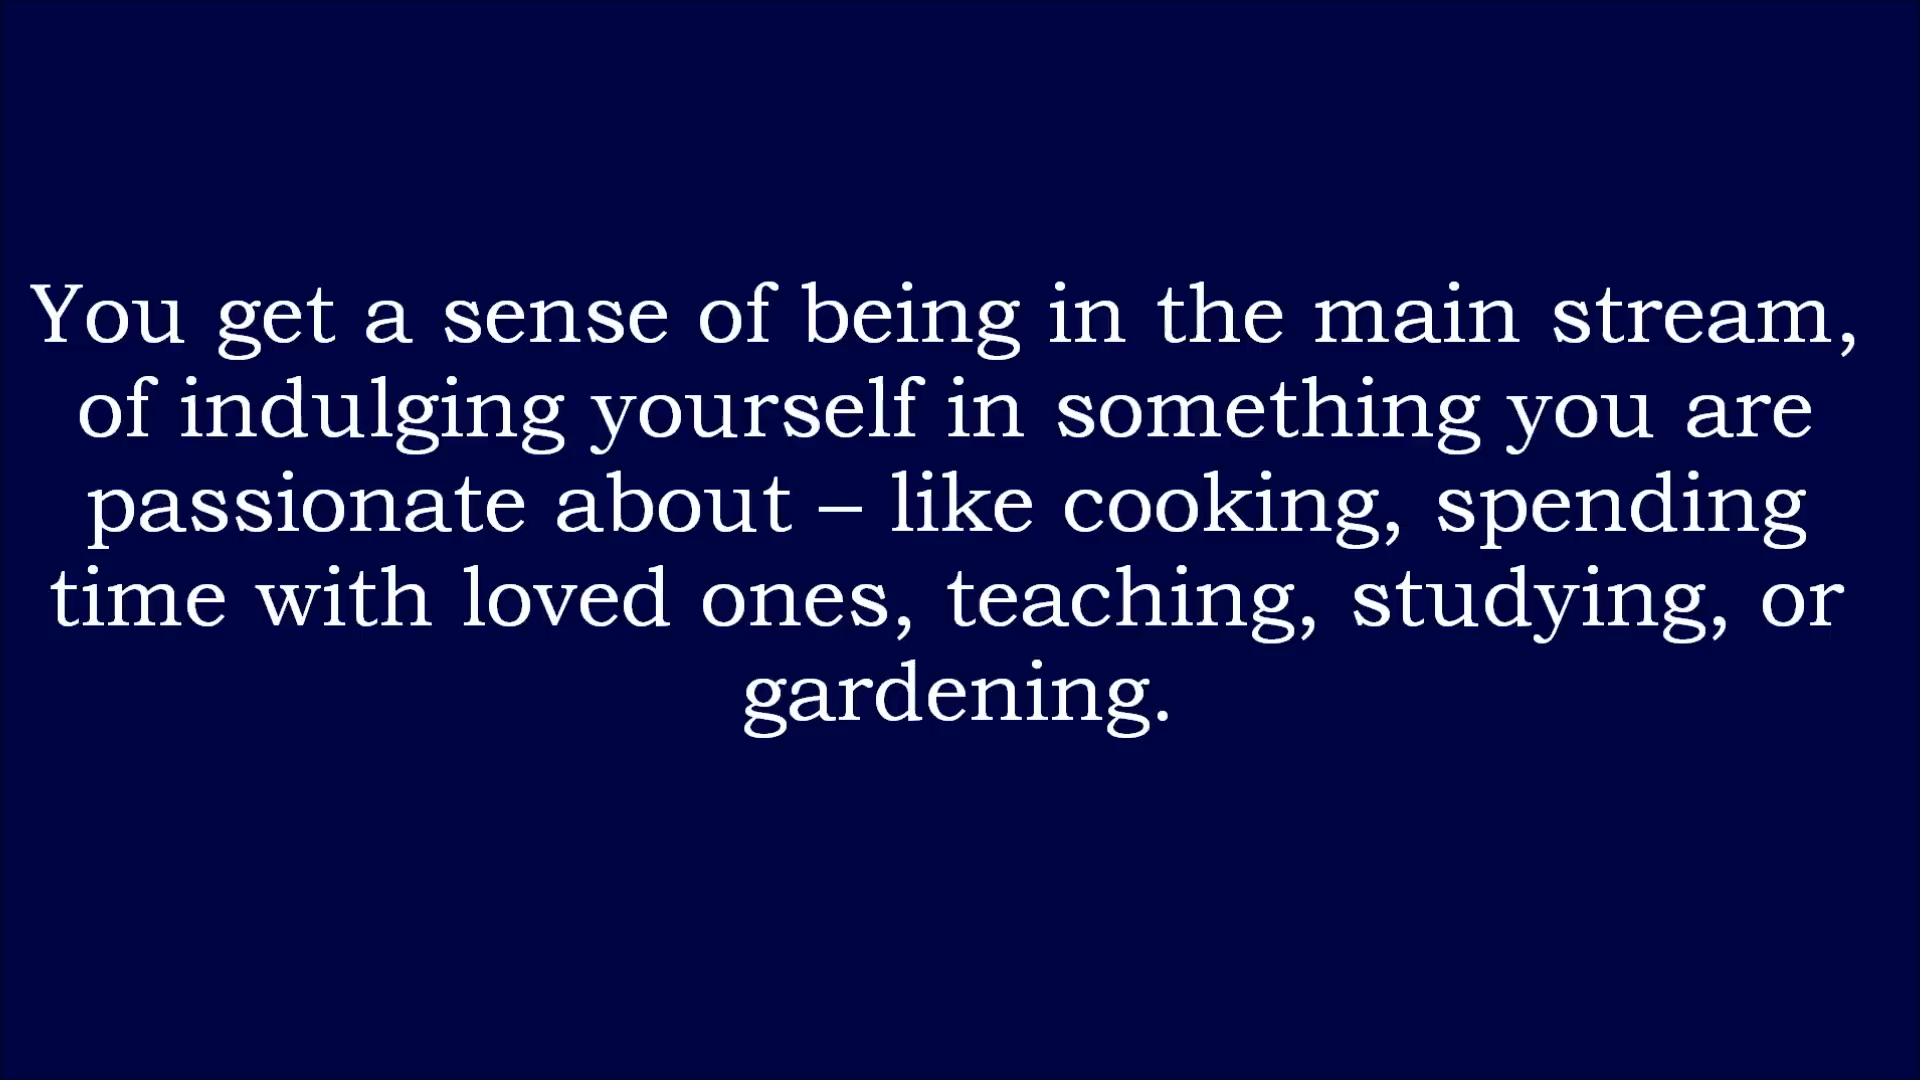 You get a sense of being in the main stream,
of indulging yourself in something you are
passionate about – like cooking, spending
time with loved ones, teaching, studying, or
gardening.